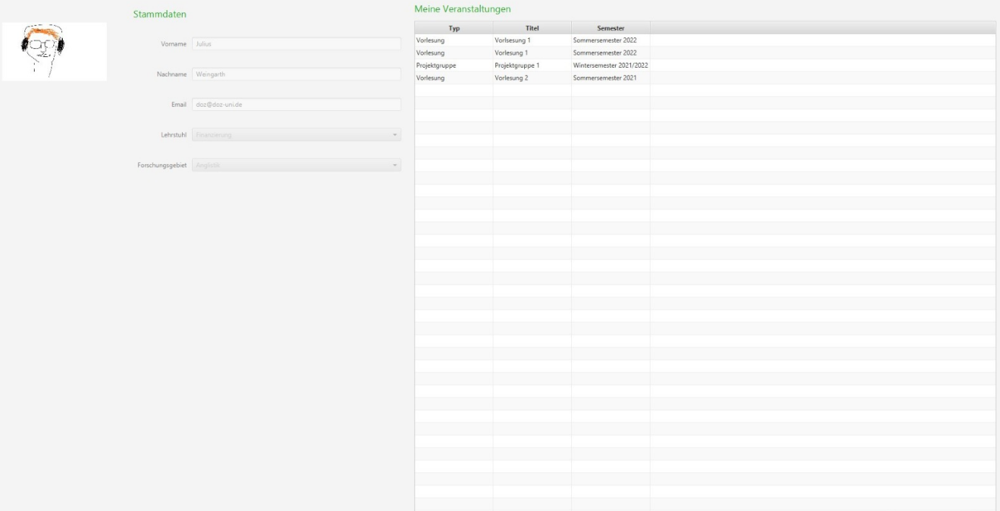 Stammdaten
Vorname Julius
Nachname Weingarth
Email doz@doz-uni.de
Lehrstuhl Finanzierung
Forschungsgebiet Anglistik
Meine Veranstaltungen
Typ Titel Semester
Vorlesung Vorlsesung 1 Sommersemester 2022
Vorlesung Vorlesung 1 Sommersemester 2022
Projektgruppe Projektgruppe 1 Wintersemester 2021/2022
Vorlesung Vorlesung 2 Sommersemester 2021